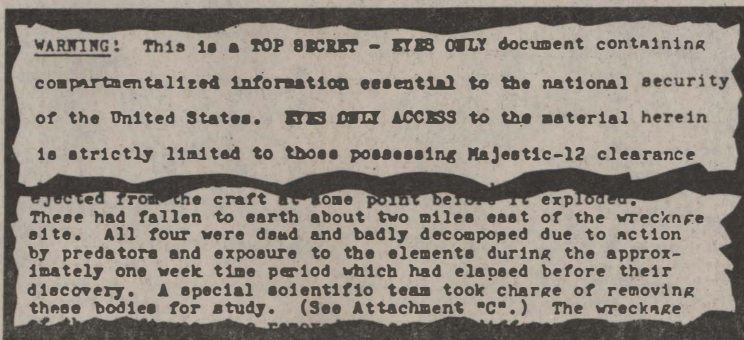 WARNING! This is a TOP SECRET - EYES ONLY document containing
compartmentalized information essential to the national security
of the United States. EYES ONLY ACCESS to the material herein
is strictly limited to those possessing Majestic-12 clearance
ejected from the craft at some point before it exploded.
These had fallen to earth about two miles east of the wreckage
site. All four were dead and badly decomposed due to action
by predators and exposure to the elements during the approx-
imately one week time period which had elapsed before their
discovery. A special scientific team took charge of removing
these bodies for study. (See Attachment "C".) The wreckage